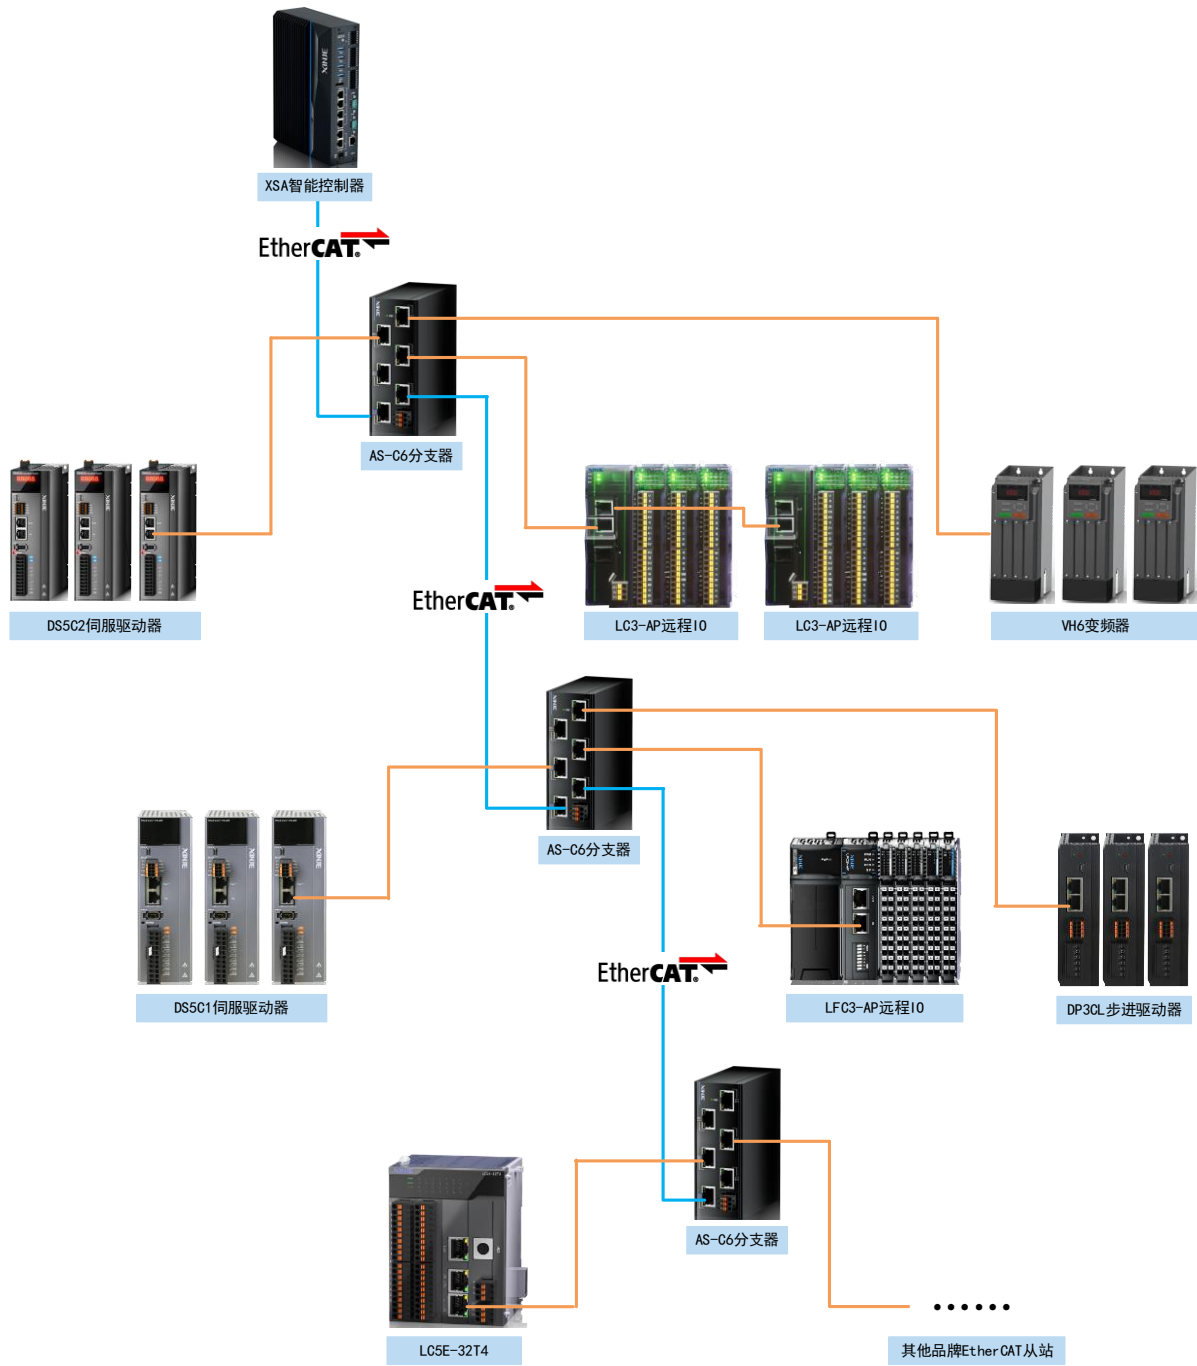 XINJE
XSA智能控制器
EtherCAT
AS-C6分支器
DS5C2伺服驱动器
EtherCAT
LC3-AP远程IO
LC3-AP远程IO
VH6变频器
AS-C6分支器
EtherCAT
DS5C1伺服驱动器
LFC3-AP远程IO
DP3CL步进驱动器
AS-C6分支器
LC5E-32T4
······
其他品牌EtherCAT从站